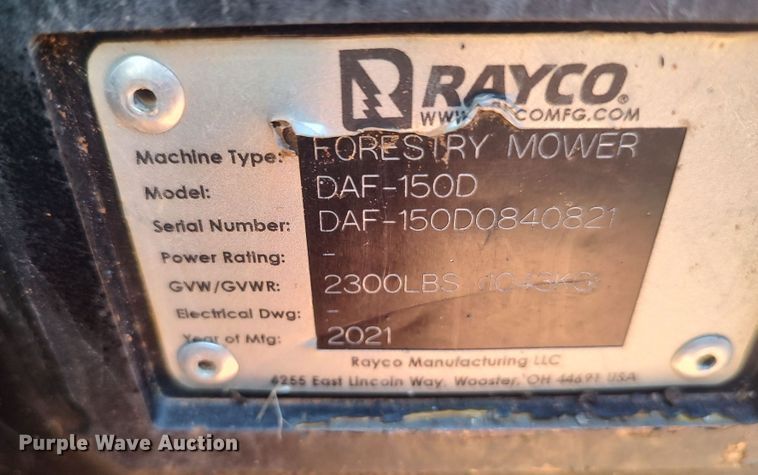 RAYCO®
COMFG.COM
Machine Type: FORESTRY MOWER
Model: DAF-150D
Serial Number: DAF-150D0840821
Power Rating: -
GVW/GVWR: 2300LBS (1043KG)
Electrical Dwg: -
Year of Mfg: 2021
Rayco Manufacturing LLC
4255 East Lincoln Way, Wooster, OH 44691 USA
Purple Wave Auction